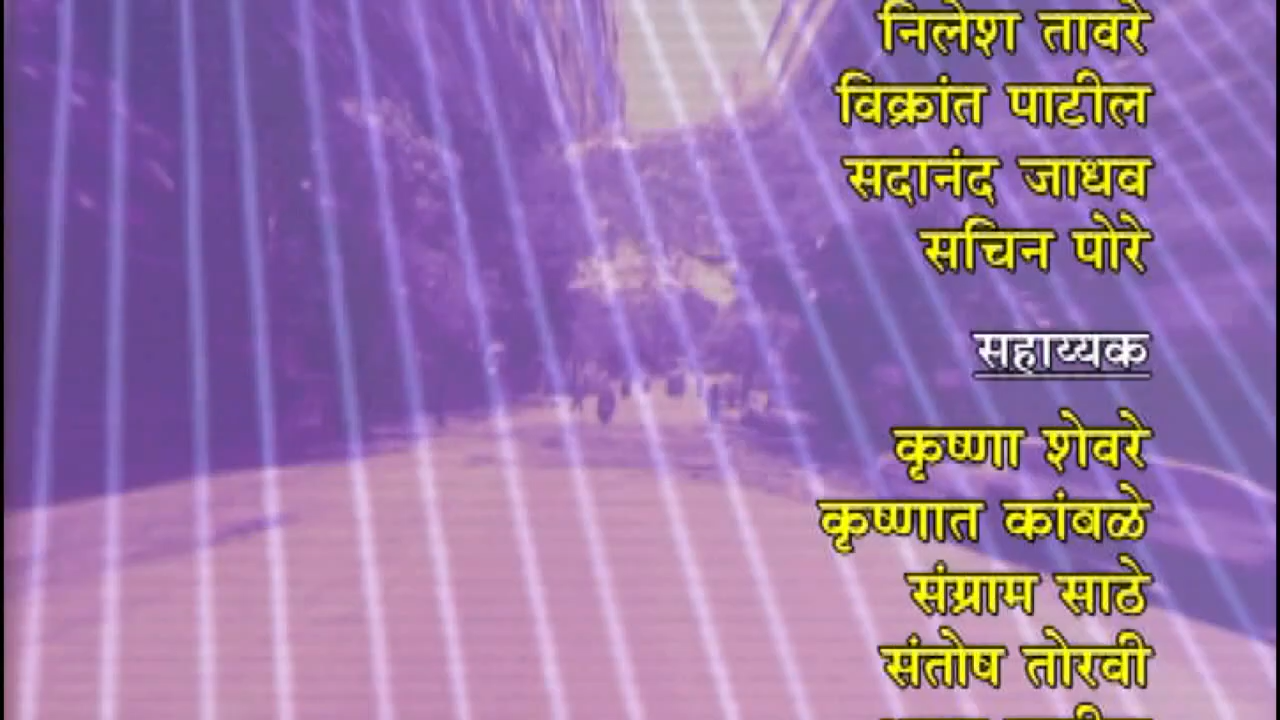 निलेश तावरे
विक्रांत पाटील
सदानंद जाधव
सचिन पोरे
सहाय्यक
कृष्णा शेवरे
कृष्णात कांबळे
संग्राम साठे
संतोष तोरवी